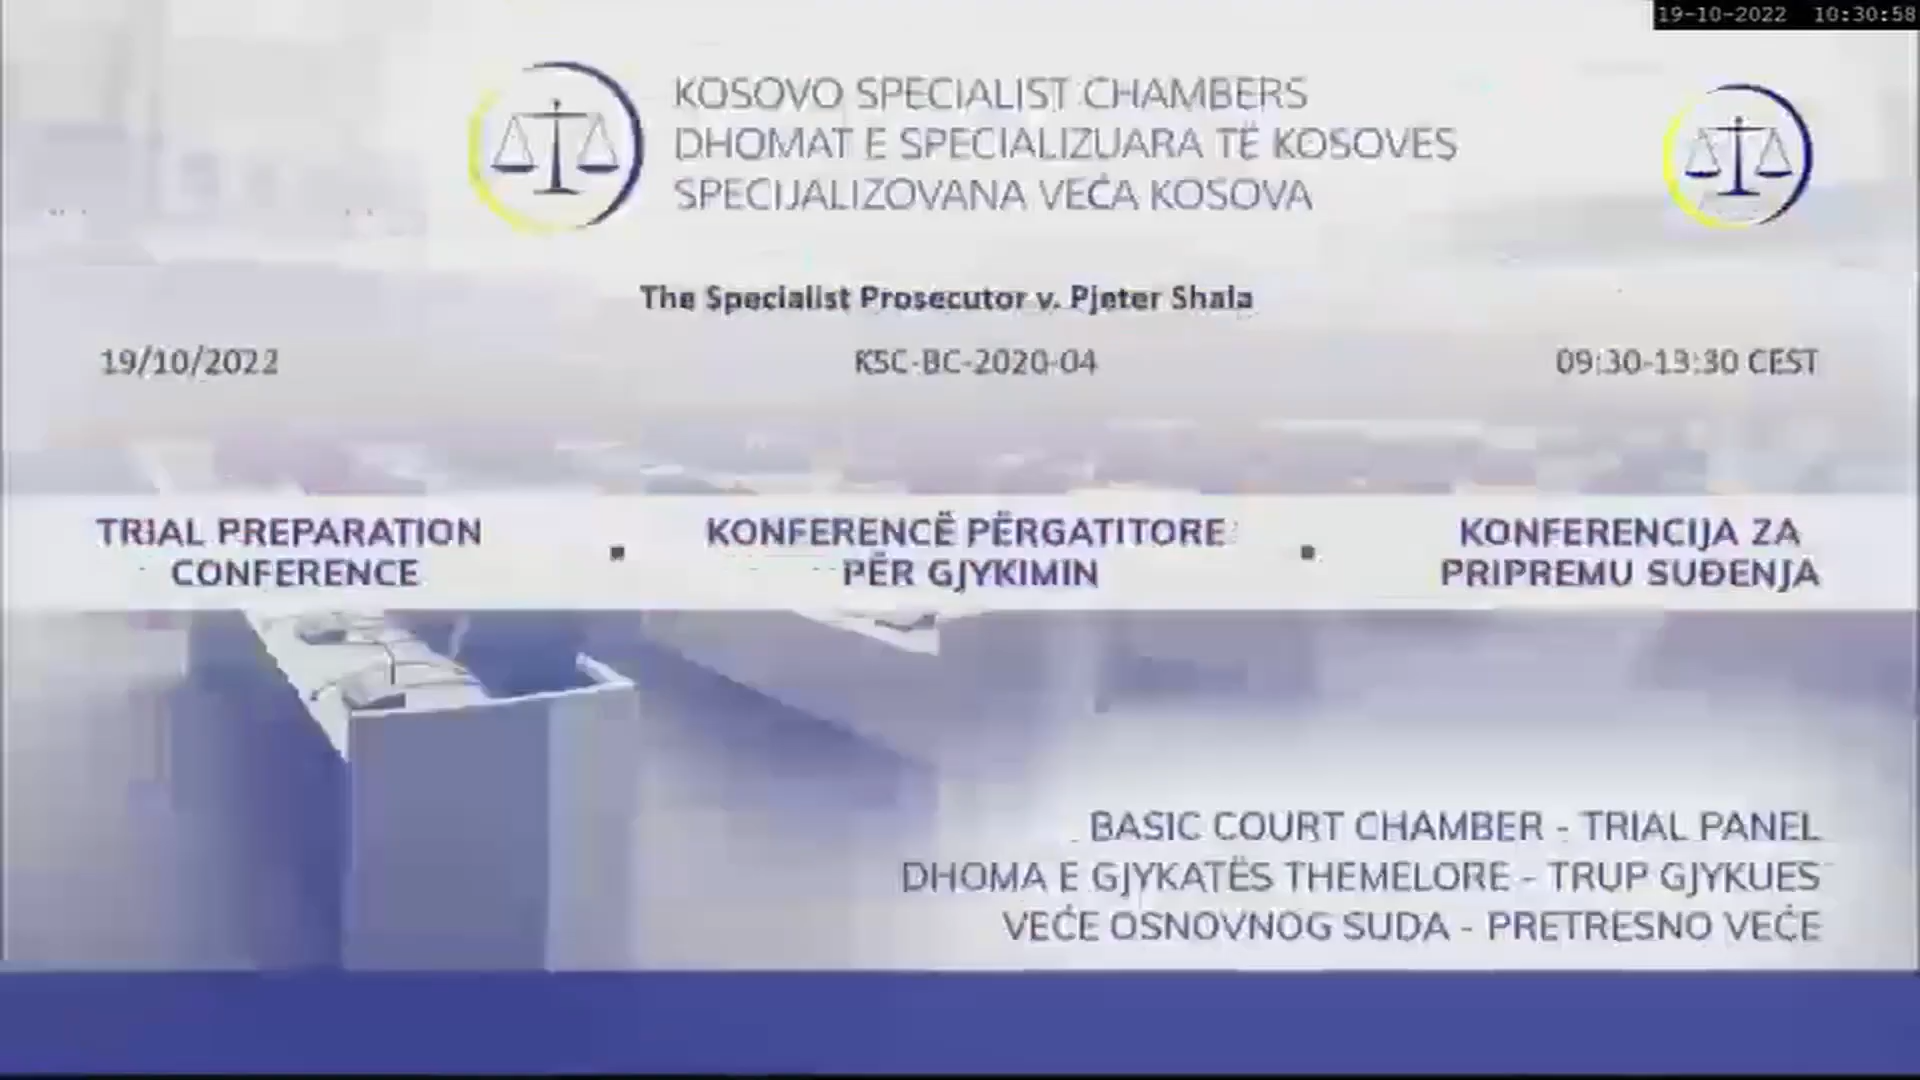 19-10-2022 10:30:58
KOSOVO SPECIALIST CHAMBERS
DHOMAT E SPECIALIZUARA TË KOSOVËS
SPECIJALIZOVANA VEĆA KOSOVA
The Specialist Prosecutor v. Pjeter Shala
19/10/2022
KSC-BC-2020-04
09:30-13:30 CEST
TRIAL PREPARATION
CONFERENCE
KONFERENCË PËRGATITORE
PËR GJYKIMIN
KONFERENCIJA ZA
PRIPREMU SUĐENJA
BASIC COURT CHAMBER - TRIAL PANEL
DHOMA E GJYKATËS THEMELORE - TRUP GJYKUES
VEĆE OSNOVNOG SUDA - PRETRESNO VEĆE